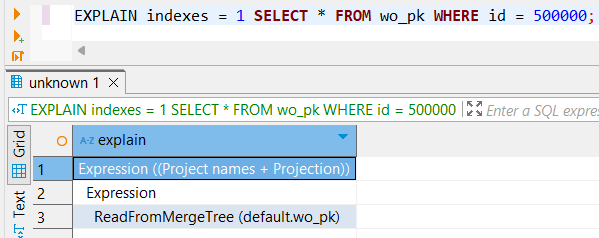 EXPLAIN indexes = 1 SELECT * FROM wo_pk WHERE id = 500000;
unknown 1
EXPLAIN indexes = 1 SELECT * FROM wo_pk WHERE id = 500000 Enter a SQL expres
Grid
Text
A-Z explain
1 Expression ((Project names + Projection))
2 Expression
3 ReadFromMergeTree (default.wo_pk)